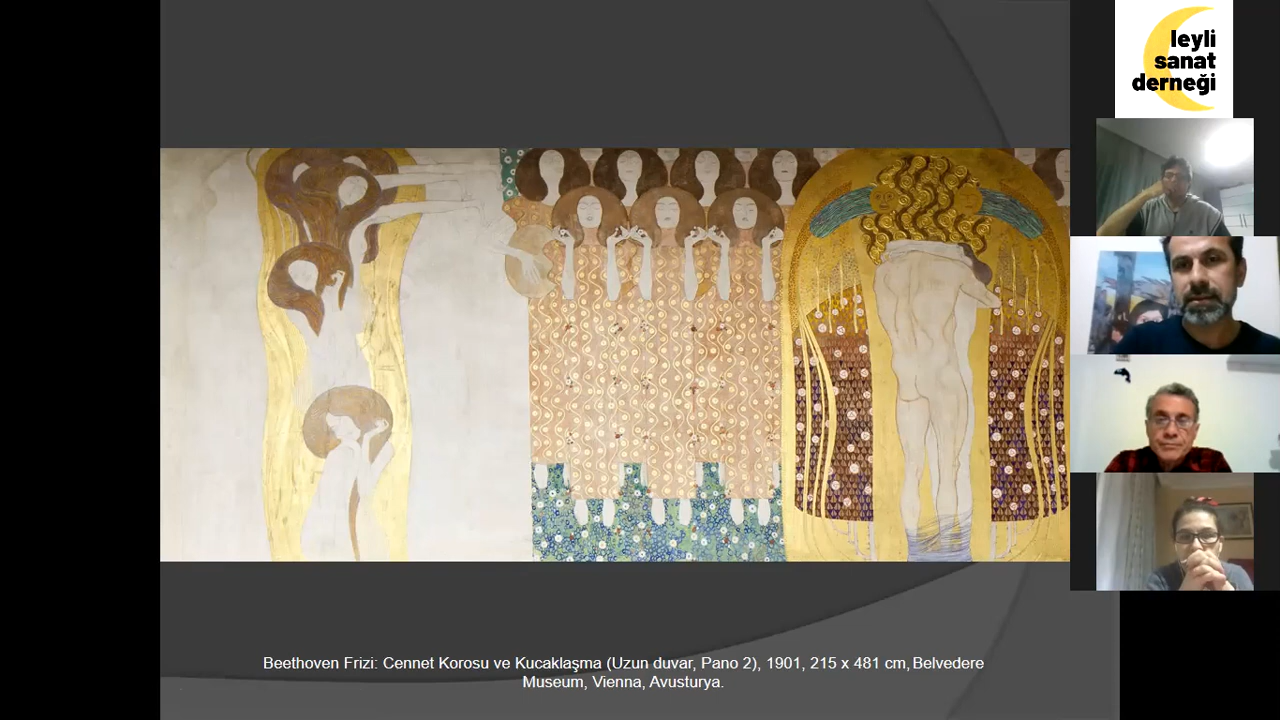 leyli
sanat
derneği
Beethoven Frizi: Cennet Korosu ve Kucaklaşma (Uzun duvar, Pano 2), 1901, 215 x 481 cm, Belvedere
Museum, Vienna, Avusturya.